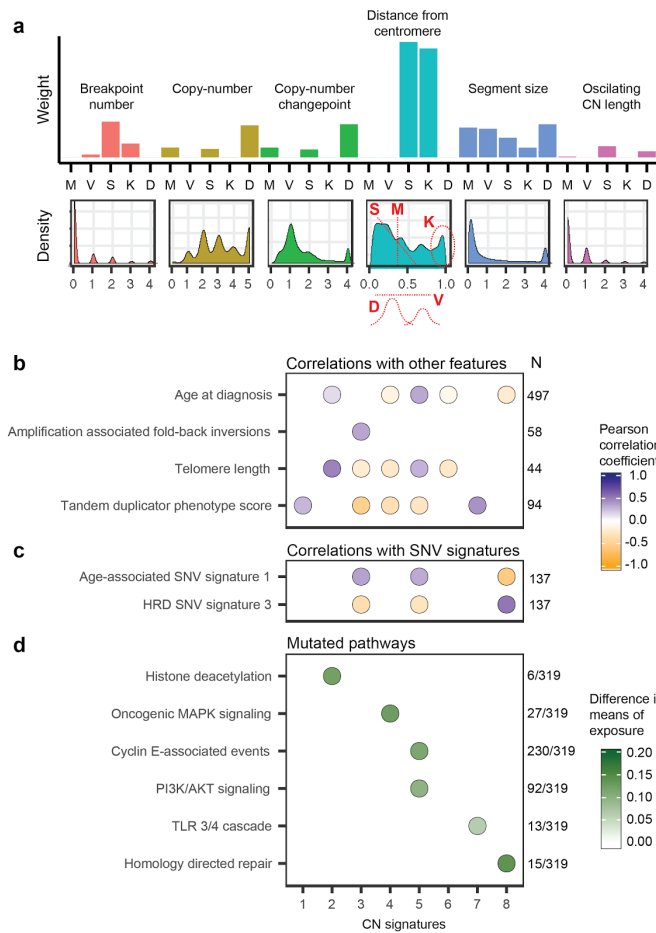 a
Distance from
centromere
Breakpoint
number
Copy-number
Copy-number
changepoint
Segment size
Oscilating
CN length
Weight
M V S K D M V S K D M V S K D M V S K D M V S K D M V S K D
Density
S M K
0 1 2 3 4 0 1 2 3 4 5 0 1 2 3 4 0.0 0.5 1.0 0 1 2 3 4 0 1 2 3 4
D V
b
Correlations with other features N
Age at diagnosis 497
Amplification associated fold-back inversions 58
Telomere length 44
Tandem duplicator phenotype score 94
Pearson
correlation
coefficient
1.0
0.5
0.0
-0.5
-1.0
c
Correlations with SNV signatures
Age-associated SNV signature 1 137
HRD SNV signature 3 137
d
Mutated pathways
Histone deacetylation 6/319
Oncogenic MAPK signaling 27/319
Cyclin E-associated events 230/319
PI3K/AKT signaling 92/319
TLR 3/4 cascade 13/319
Homology directed repair 15/319
Difference i
means of
exposure
0.20
0.15
0.10
0.05
0.00
1 2 3 4 5 6 7 8
CN signatures